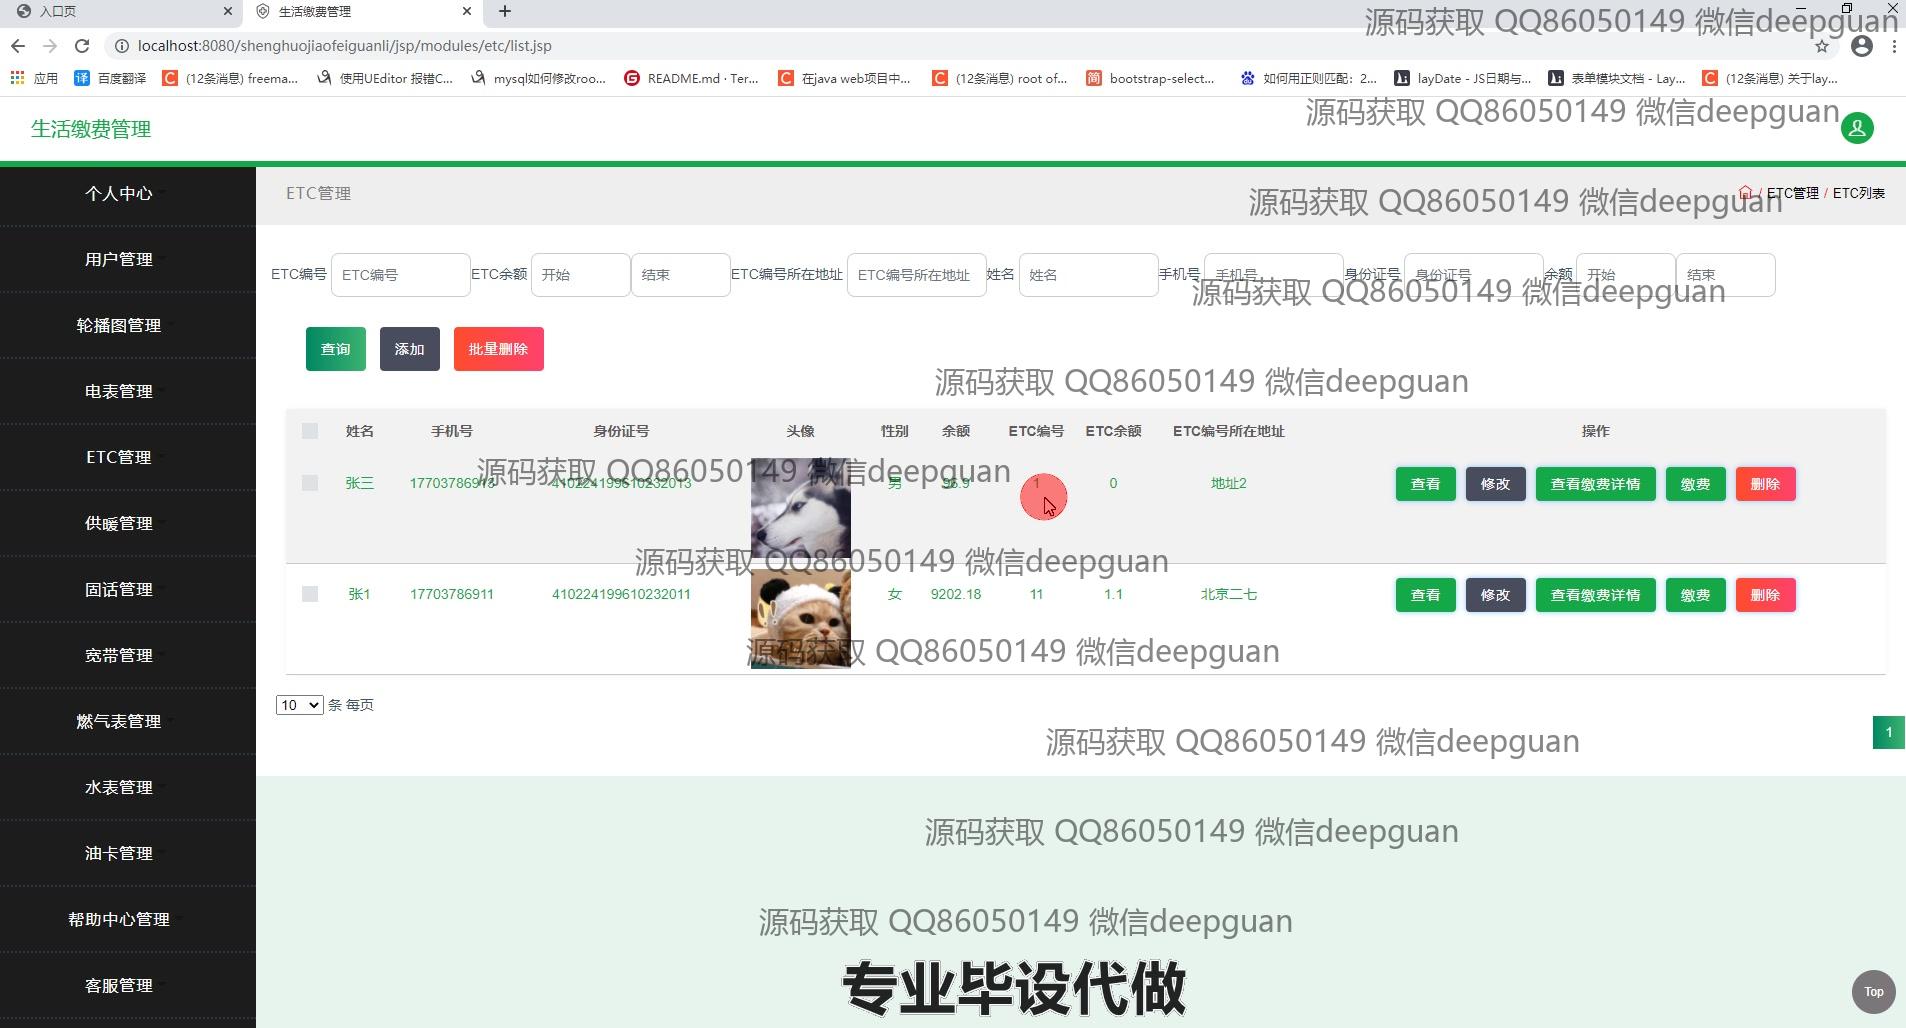 入口页
生活缴费管理
源码获取 QQ86050149 微信deepguan
localhost:8080/shenghuojiaofeiguanli/jsp/modules/etc/list.jsp
应用 百度翻译 (12条消息) freema... 使用UEditor 报错C... mysql如何修改roo... README.md · Ter... 在java web项目中... (12条消息) root of... bootstrap-select... 如何用正则匹配：2... layDate - JS日期与... 表单模块文档 - Lay... (12条消息) 关于lay...
生活缴费管理
源码获取 QQ86050149 微信deepguan
个人中心
用户管理
轮播图管理
电表管理
ETC管理
供暖管理
固话管理
宽带管理
燃气表管理
水表管理
油卡管理
帮助中心管理
客服管理
ETC管理
/ ETC管理 / ETC列表
源码获取 QQ86050149 微信deepguan
ETC编号 ETC编号 ETC余额 开始 结束 ETC编号所在地址 ETC编号所在地址 姓名 姓名 手机号 手机号 身份证号 身份证号 余额 开始 结束
源码获取 QQ86050149 微信deepguan
查询 添加 批量删除
源码获取 QQ86050149 微信deepguan
姓名 手机号 身份证号 头像 性别 余额 ETC编号 ETC余额 ETC编号所在地址 操作
源码获取 QQ86050149 微信deepguan
张三 410224199610232013 男 96.9 1 0 地址2 查看 修改 查看缴费详情 缴费 删除
源码获取 QQ86050149 微信deepguan
张1 17703786911 410224199610232011 女 9202.18 11 1.1 北京二七 查看 修改 查看缴费详情 缴费 删除
源码获取 QQ86050149 微信deepguan
10 条 每页
1
源码获取 QQ86050149 微信deepguan
源码获取 QQ86050149 微信deepguan
源码获取 QQ86050149 微信deepguan
专业毕设代做
Top